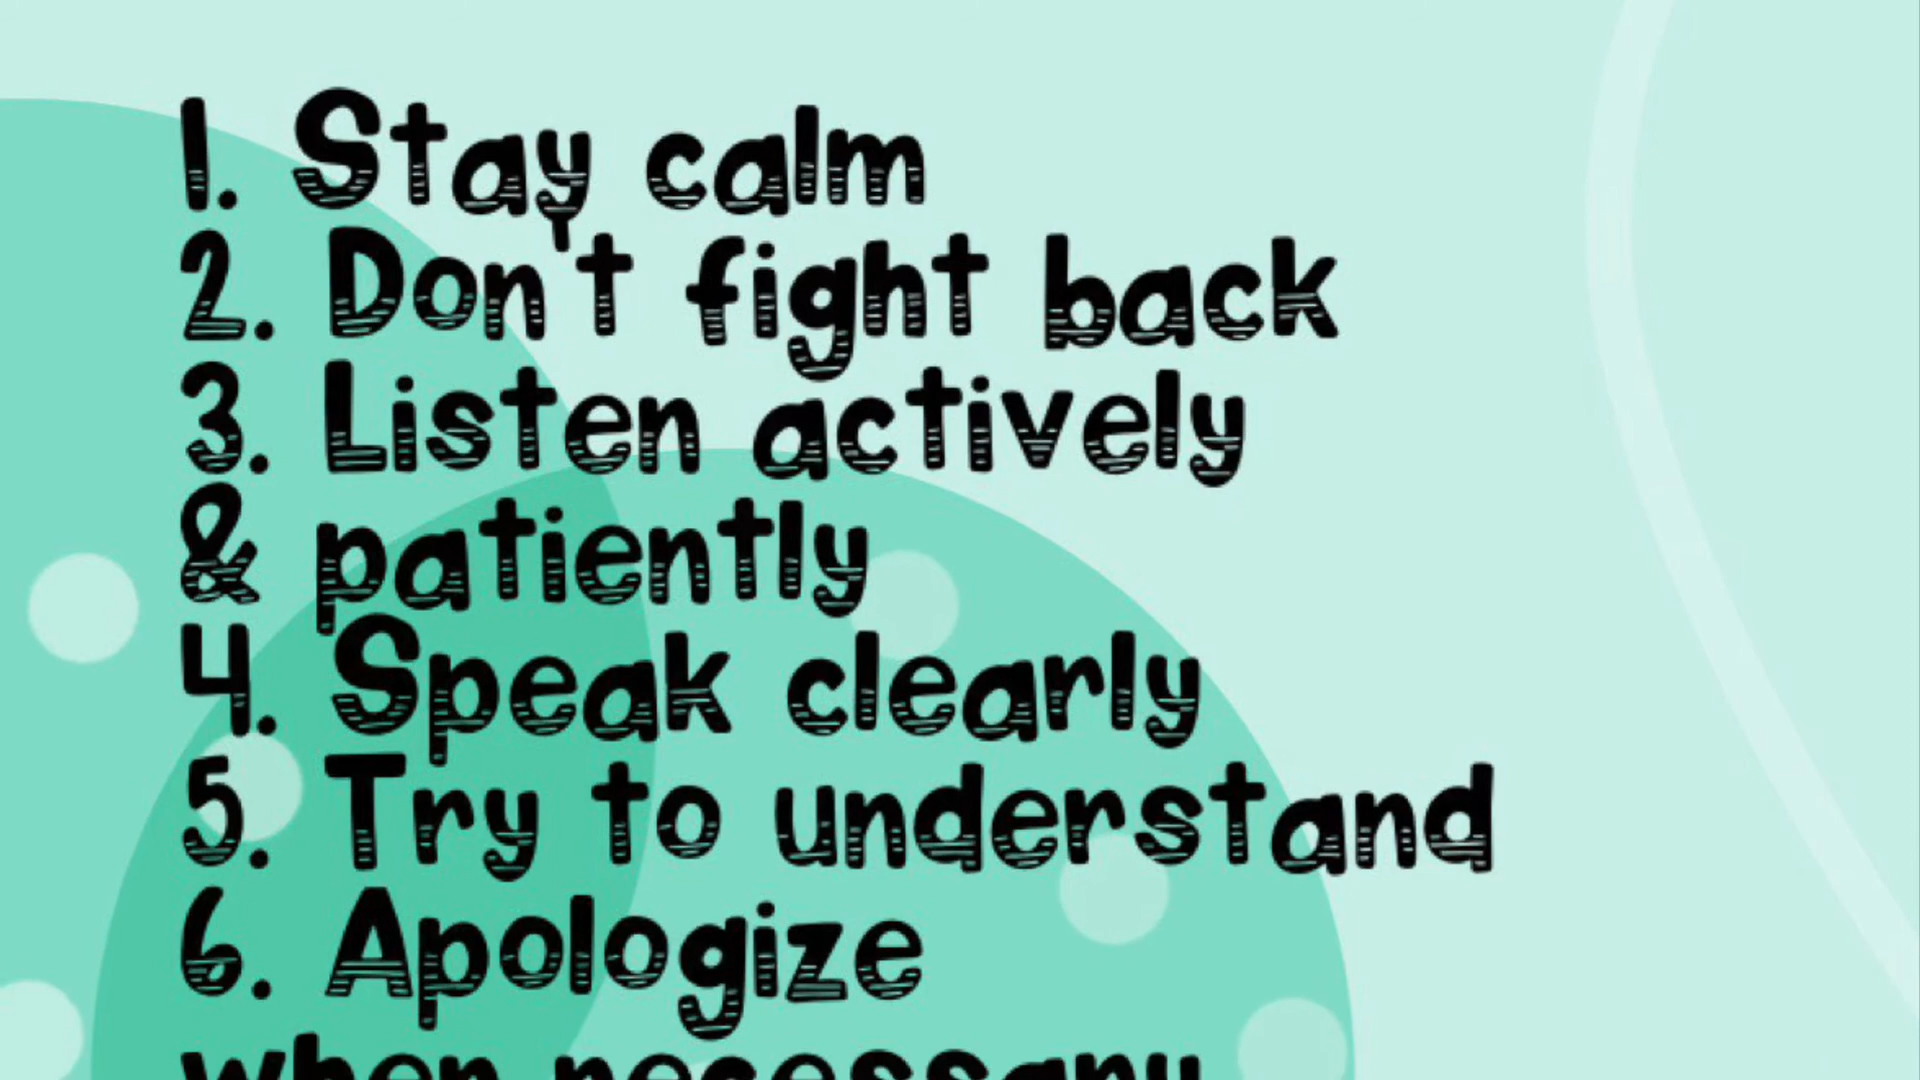 1. Stay calm
2. Don't fight back
3. Listen actively
& patiently
4. Speak clearly
5. Try to understand
6. Apologize
when necessary